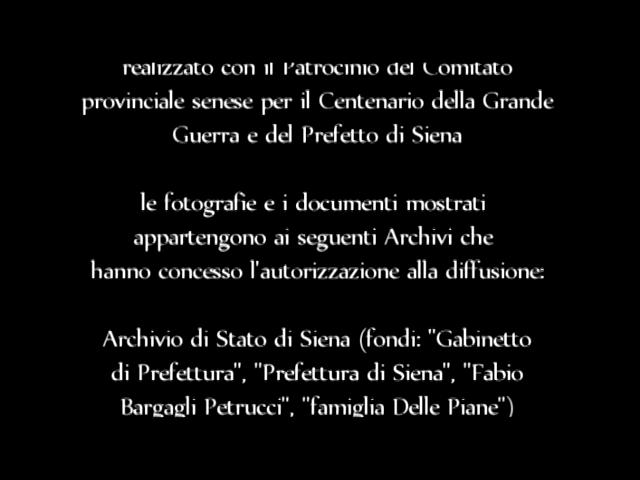 realizzato con il Patrocinio del Comitato
provinciale senese per il Centenario della Grande
Guerra e del Prefetto di Siena
le fotografie e i documenti mostrati
appartengono ai seguenti Archivi che
hanno concesso l'autorizzazione alla diffusione:
Archivio di Stato di Siena (fondi: "Gabinetto
di Prefettura", "Prefettura di Siena", "Fabio
Bargagli Petrucci", "famiglia Delle Piane")